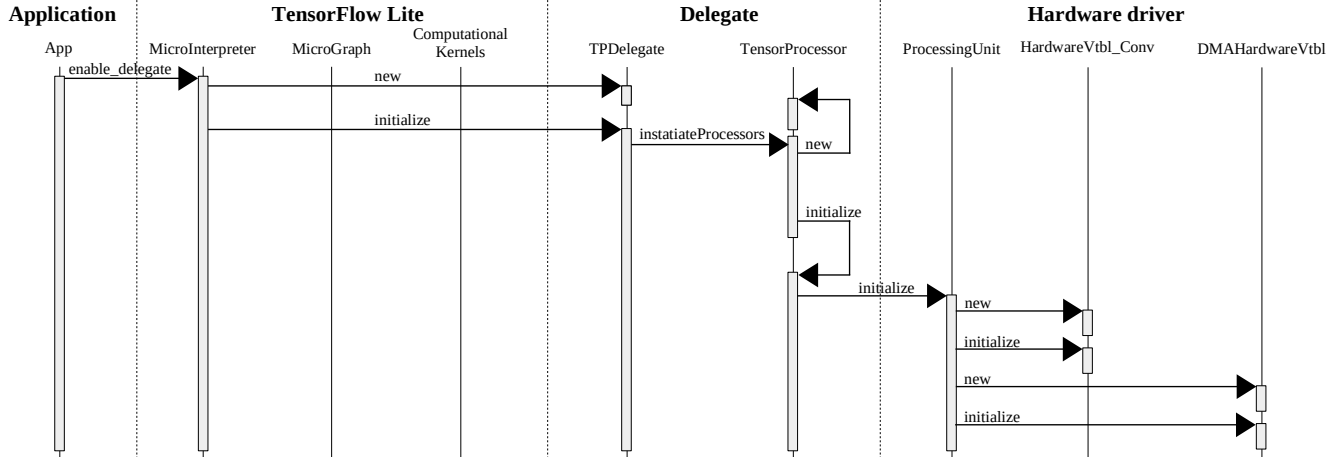 Application
TensorFlow Lite
Delegate
Hardware driver
App
MicroInterpreter
MicroGraph
Computational
Kernels
TPDelegate
TensorProcessor
ProcessingUnit
HardwareVtbl_Conv
DMAHardwareVtbl
enable_delegate
new
initialize
instatiateProcessors
new
initialize
initialize
new
initialize
new
initialize